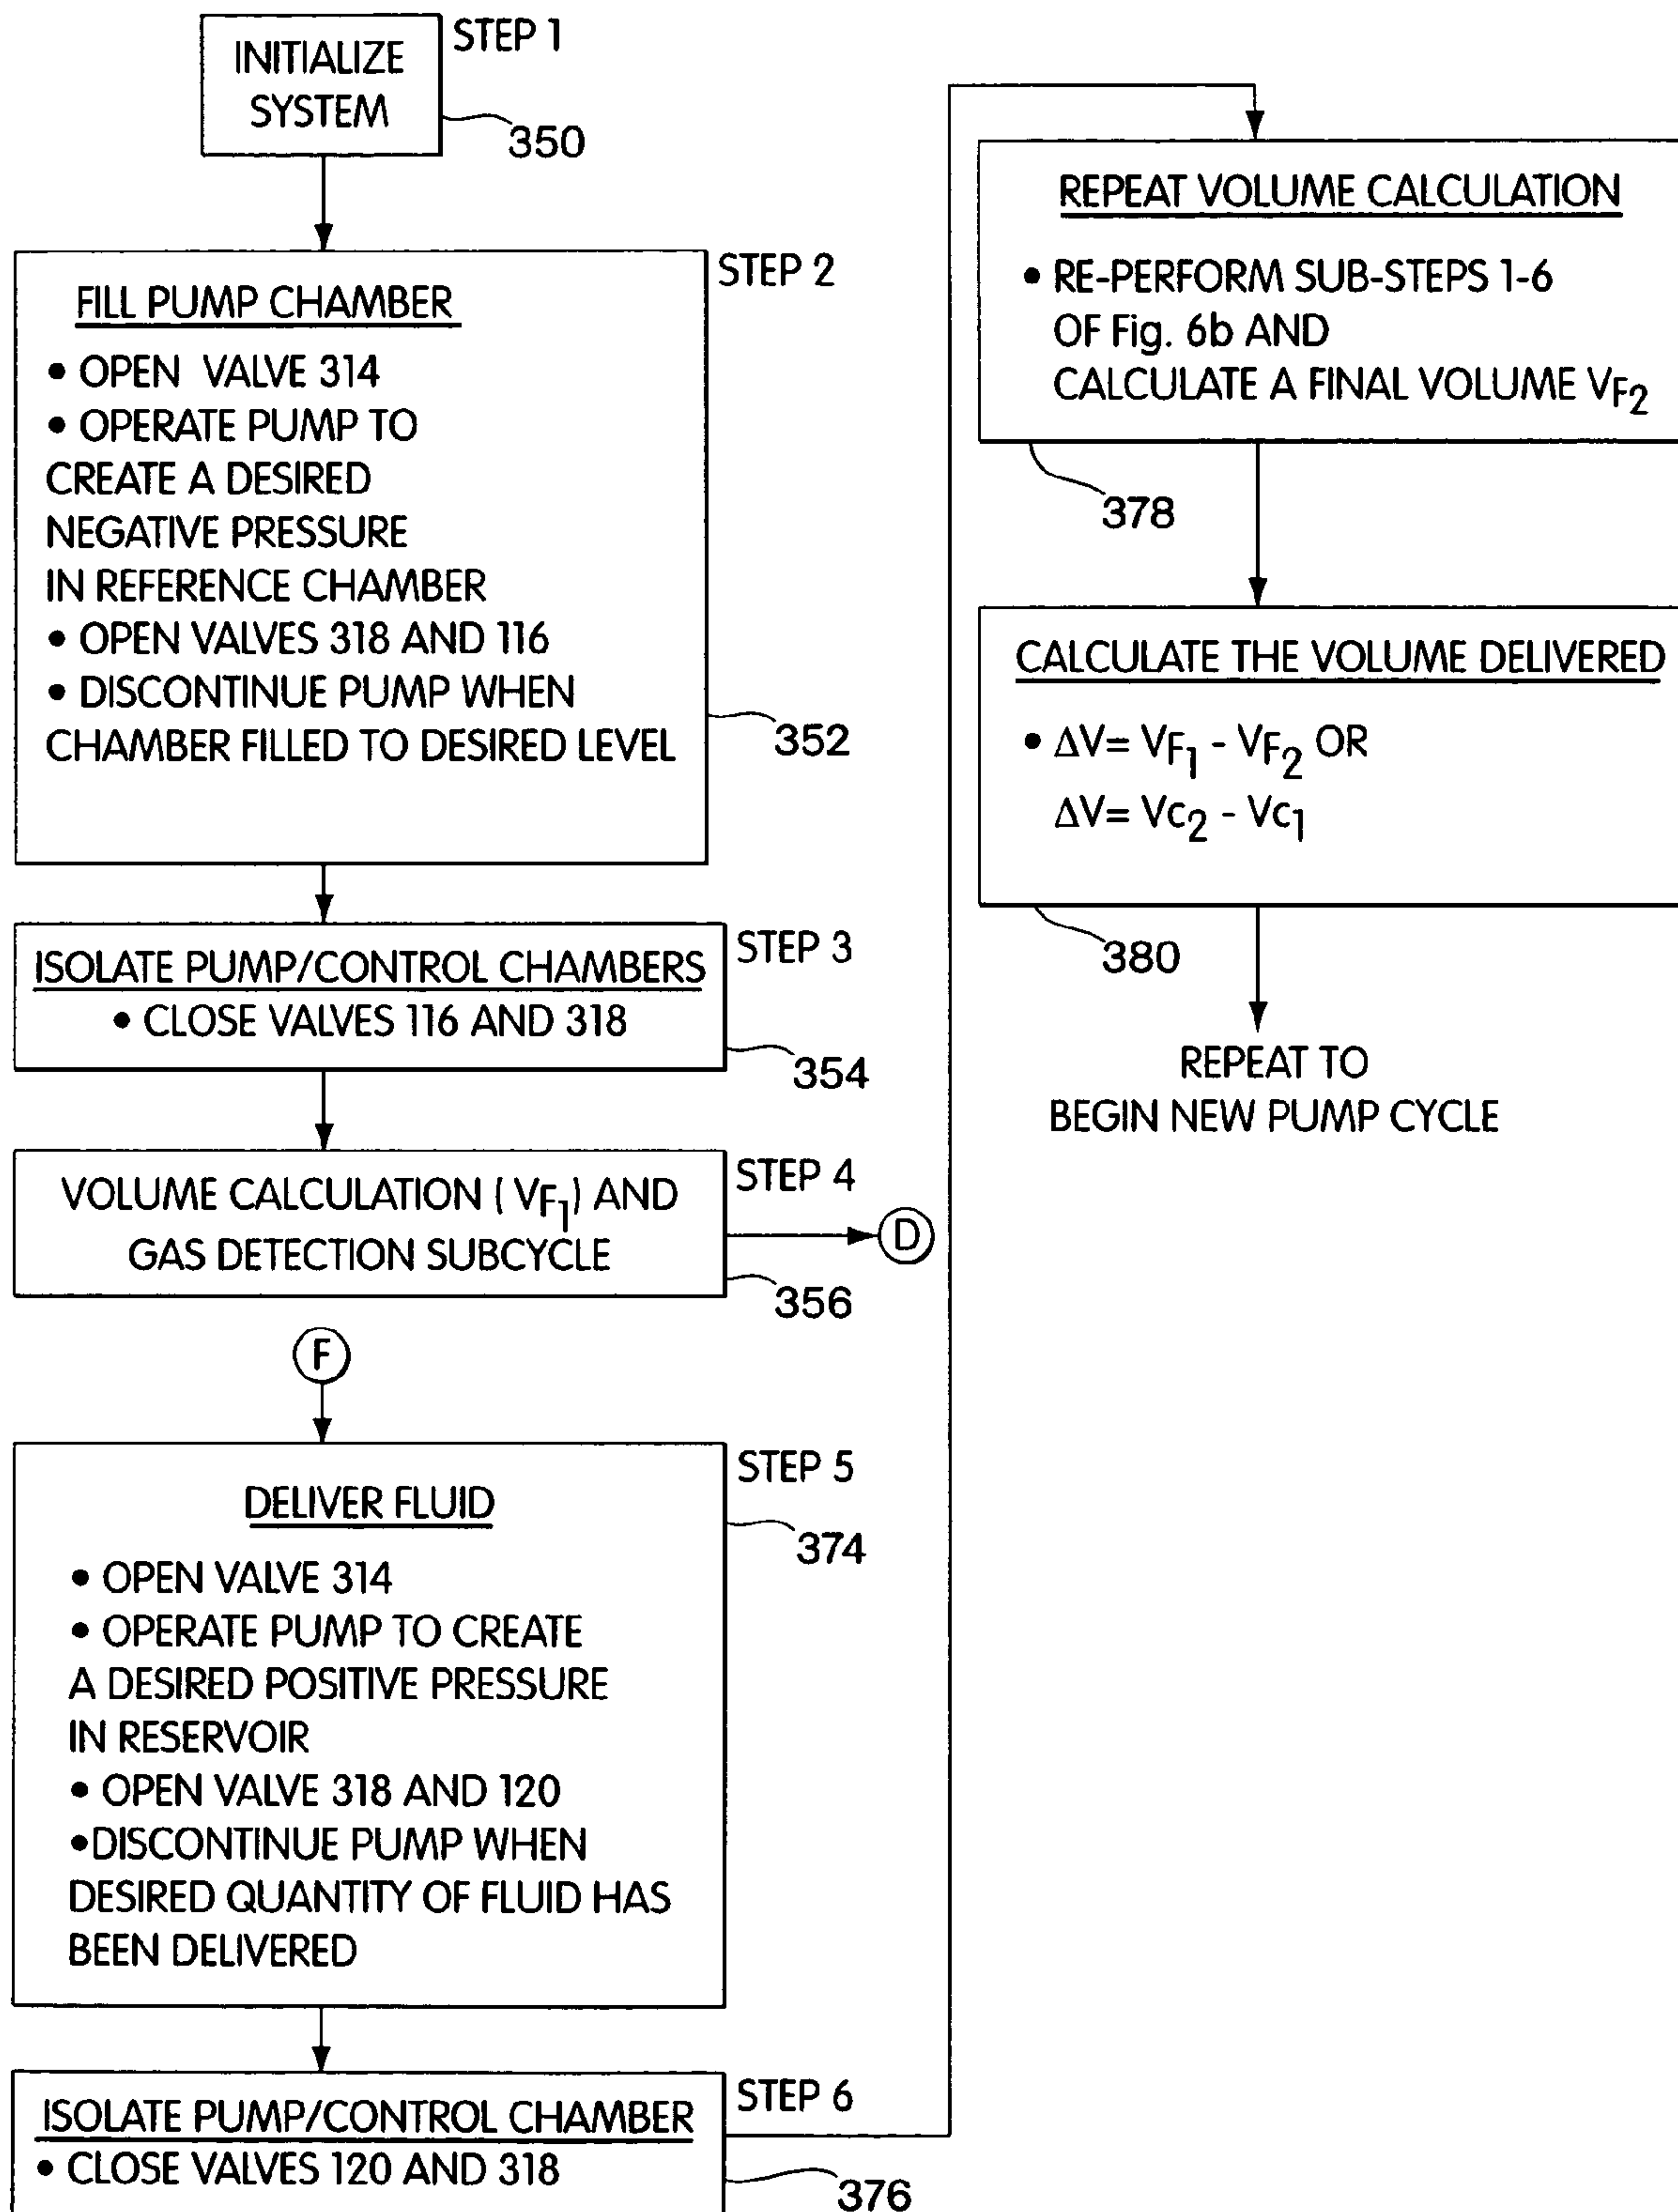 INITIALIZE
SYSTEM
STEP 1
350
FILL PUMP CHAMBER
STEP 2
• OPEN VALVE 314
• OPERATE PUMP TO
CREATE A DESIRED
NEGATIVE PRESSURE
IN REFERENCE CHAMBER
• OPEN VALVES 318 AND 116
• DISCONTINUE PUMP WHEN
CHAMBER FILLED TO DESIRED LEVEL
352
ISOLATE PUMP/CONTROL CHAMBERS
STEP 3
• CLOSE VALVES 116 AND 318
354
VOLUME CALCULATION ( VF1) AND
GAS DETECTION SUBCYCLE
STEP 4
D
356
F
DELIVER FLUID
STEP 5
374
• OPEN VALVE 314
• OPERATE PUMP TO CREATE
A DESIRED POSITIVE PRESSURE
IN RESERVOIR
• OPEN VALVE 318 AND 120
•DISCONTINUE PUMP WHEN
DESIRED QUANTITY OF FLUID HAS
BEEN DELIVERED
ISOLATE PUMP/CONTROL CHAMBER
STEP 6
• CLOSE VALVES 120 AND 318
376
REPEAT VOLUME CALCULATION
• RE-PERFORM SUB-STEPS 1-6
OF Fig. 6b AND
CALCULATE A FINAL VOLUME VF2
378
CALCULATE THE VOLUME DELIVERED
• ΔV= VF1 - VF2 OR
ΔV= Vc2 - Vc1
380
REPEAT TO
BEGIN NEW PUMP CYCLE